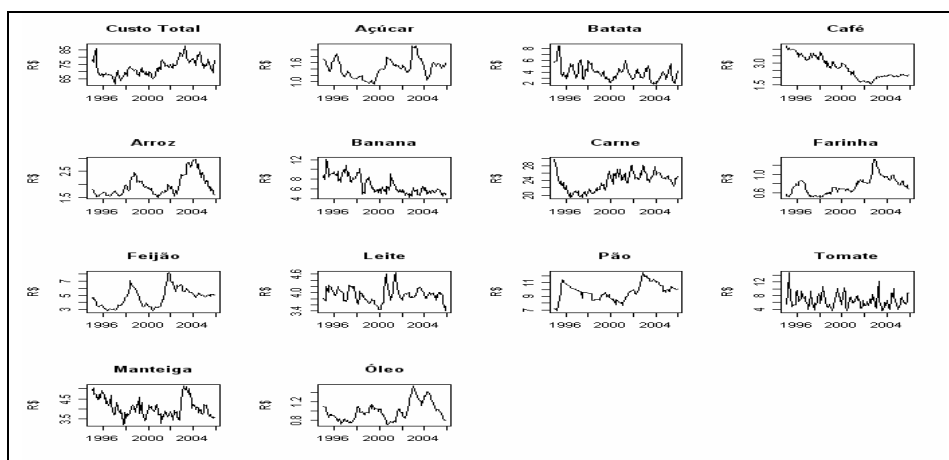 Custo Total
R$
65 75 85
1996 2000 2004
Açúcar
R$
1.0 1.6
1996 2000 2004
Batata
R$
2 4 6 8
1996 2000 2004
Café
R$
1.5 3.0
1996 2000 2004
Arroz
R$
1.5 2.5
1996 2000 2004
Banana
R$
4 6 8 12
1996 2000 2004
Carne
R$
20 24 28
1996 2000 2004
Farinha
R$
0.6 1.0
1996 2000 2004
Feijão
R$
3 5 7
1996 2000 2004
Leite
R$
3.4 4.0 4.6
1996 2000 2004
Pão
R$
7 9 11
1996 2000 2004
Tomate
R$
4 8 12
1996 2000 2004
Manteiga
R$
3.5 4.5
1996 2000 2004
Óleo
R$
0.8 1.2
1996 2000 2004